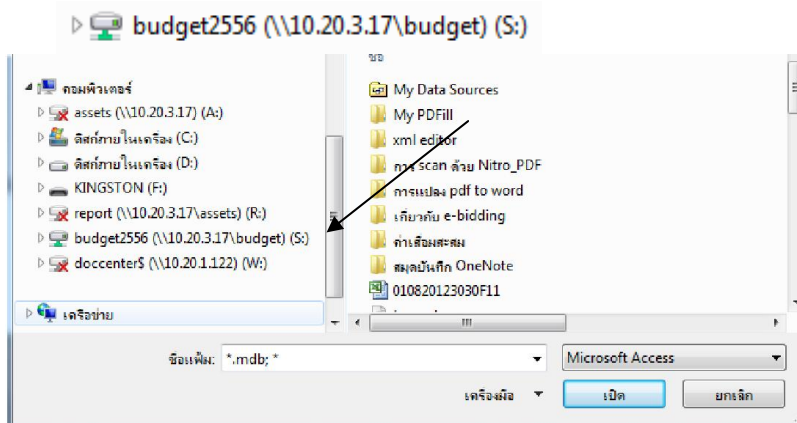 budget2556 (\\10.20.3.17\budget) (S:)
ชื่อ
คอมพิวเตอร์
assets (\\10.20.3.17) (A:)
ดิสก์ภายในเครื่อง (C:)
ดิสก์ภายในเครื่อง (D:)
KINGSTON (F:)
report (\\10.20.3.17\assets) (R:)
budget2556 (\\10.20.3.17\budget) (S:)
doccenter$ (\\10.20.1.122) (W:)
เครือข่าย
My Data Sources
My PDFill
xml editor
การ scan ด้วย Nitro_PDF
การแปลง pdf to word
เกี่ยวกับ e-bidding
ค่าเสื่อมสะสม
สมุดบันทึก OneNote
010820123030F11
ชื่อแฟ้ม: *.mdb; * Microsoft Access
เครื่องมือ เปิด ยกเลิก